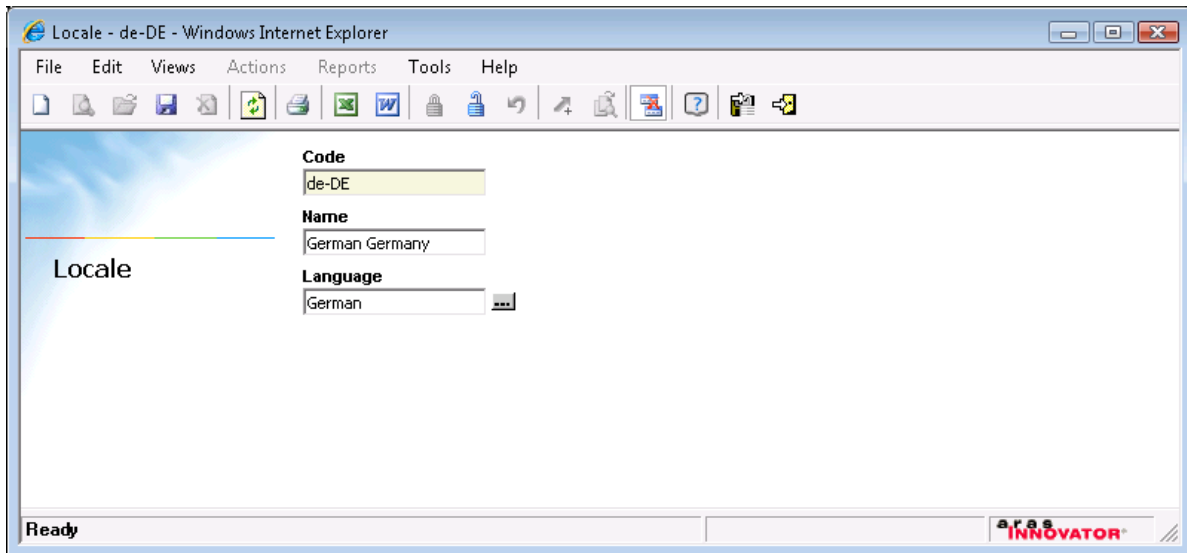 Locale - de-DE - Windows Internet Explorer
File Edit Views Actions Reports Tools Help
Code
de-DE
Name
German Germany
Locale
Language
German
...
Ready
aras
INNOVATOR